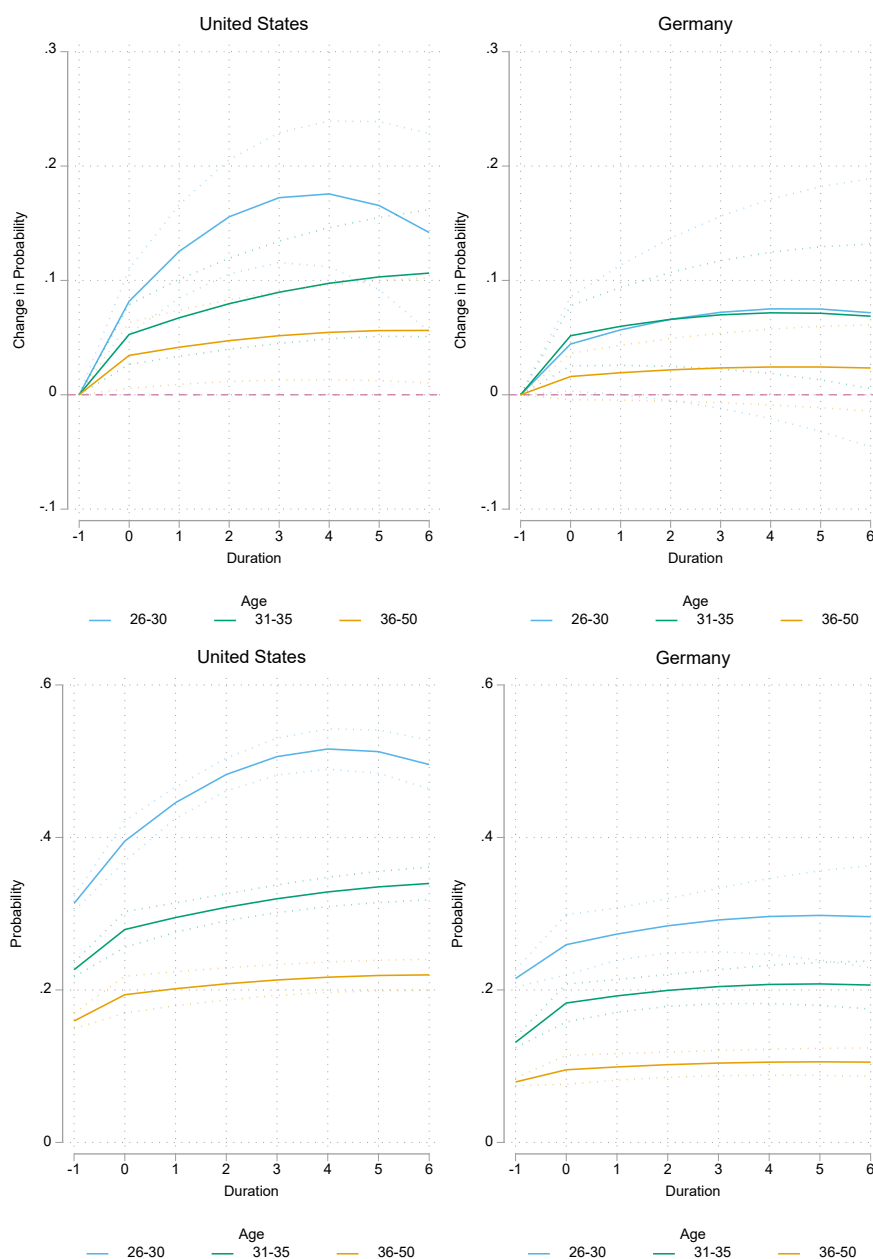 United States
Germany
.3
.2
.1
0
-.1
Change in Probability
-1 0 1 2 3 4 5 6
Duration
.3
.2
.1
0
-.1
Change in Probability
-1 0 1 2 3 4 5 6
Duration
Age
26-30 31-35 36-50
Age
26-30 31-35 36-50
United States
Germany
.6
.4
.2
0
Probability
-1 0 1 2 3 4 5 6
Duration
.6
.4
.2
0
Probability
-1 0 1 2 3 4 5 6
Duration
Age
26-30 31-35 36-50
Age
26-30 31-35 36-50